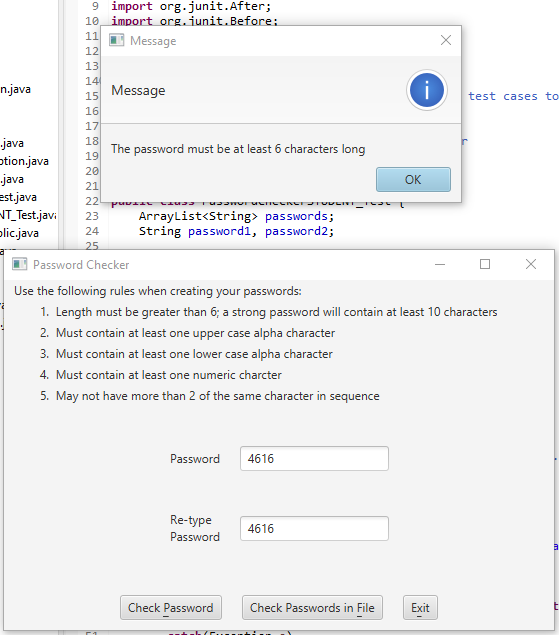 9 import org.junit.After;
10 import org.junit.Before;
Message
Message
n.java
15 test cases to
16
The password must be at least 6 characters long
OK
.java
ption.java
.java
est.java
NT_Test.java
blic.java
22 public class PasswordCheckerSTUDENT_Test {
23 ArrayList<String> passwords;
24 String password1, password2;
25
Password Checker
Use the following rules when creating your passwords:
1. Length must be greater than 6; a strong password will contain at least 10 characters
2. Must contain at least one upper case alpha character
3. Must contain at least one lower case alpha character
4. Must contain at least one numeric charcter
5. May not have more than 2 of the same character in sequence
Password 4616
Re-type
Password 4616
Check Password Check Passwords in File Exit
catch(Exception e)